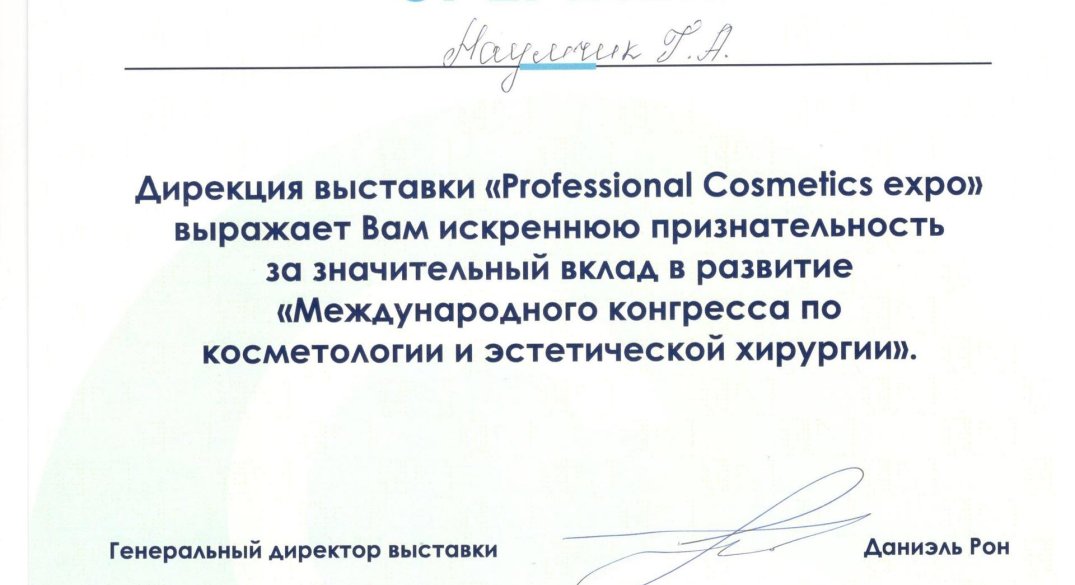 Наумчик Г.А.
Дирекция выставки «Professional Cosmetics expo»
выражает Вам искреннюю признательность
за значительный вклад в развитие
«Международного конгресса по
косметологии и эстетической хирургии».
Генеральный директор выставки
Даниэль Рон